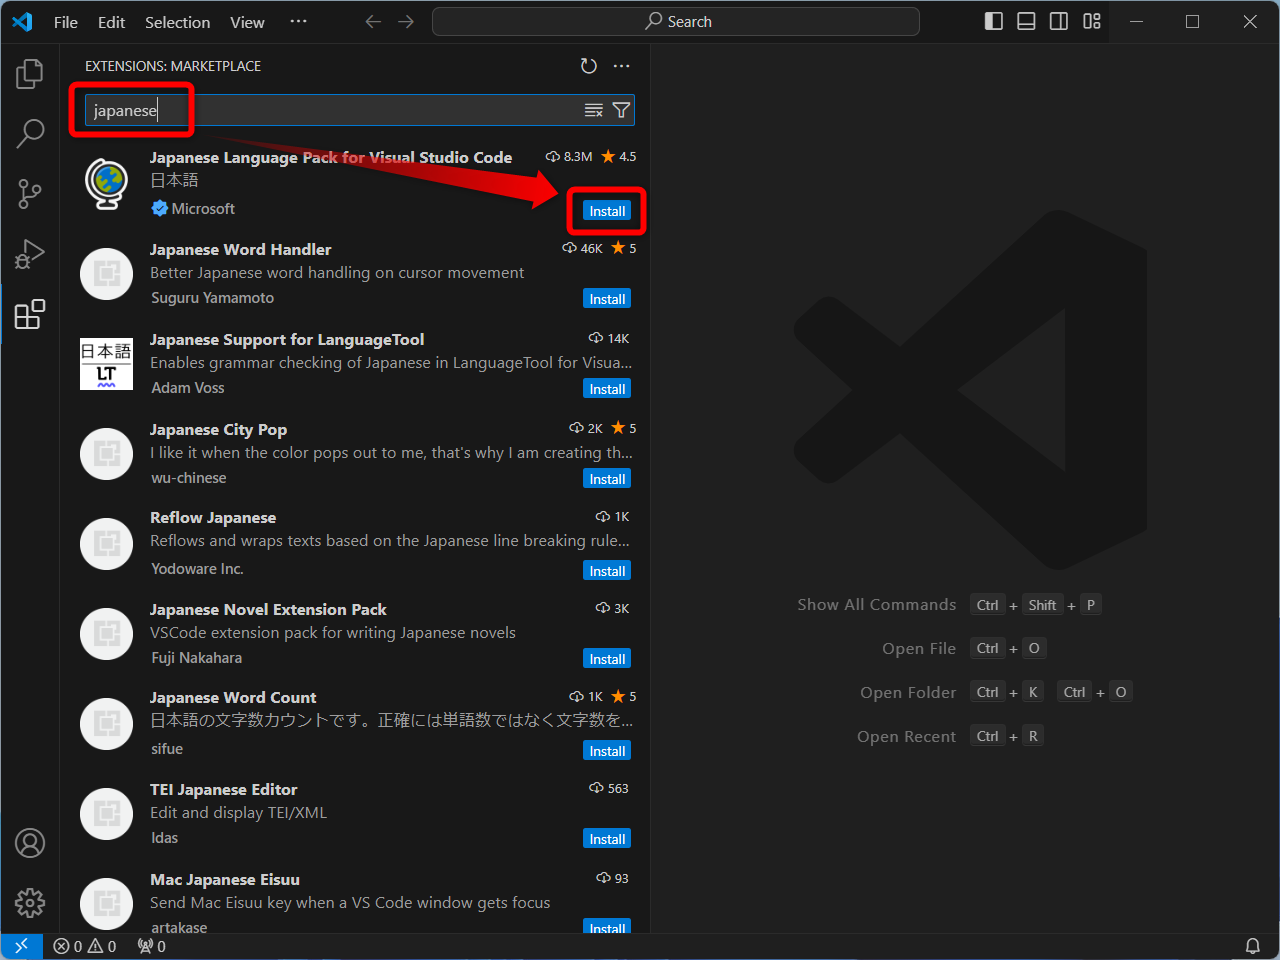 File Edit Selection View ··· Search
EXTENSIONS: MARKETPLACE
japanese
Japanese Language Pack for Visual Studio Code 8.3M 4.5
日本語
Microsoft Install
Japanese Word Handler 46K 5
Better Japanese word handling on cursor movement
Suguru Yamamoto Install
日本語
LT
Japanese Support for LanguageTool 14K
Enables grammar checking of Japanese in LanguageTool for Visua...
Adam Voss Install
Japanese City Pop 2K 5
I like it when the color pops out to me, that's why I am creating th...
wu-chinese Install
Reflow Japanese 1K
Reflows and wraps texts based on the Japanese line breaking rule...
Yodoware Inc. Install
Japanese Novel Extension Pack 3K
VSCode extension pack for writing Japanese novels
Fuji Nakahara Install
Japanese Word Count 1K 5
日本語の文字数カウントです。正確には単語数ではなく文字数を...
sifue Install
TEI Japanese Editor 563
Edit and display TEI/XML
ldas Install
Mac Japanese Eisuu 93
Send Mac Eisuu key when a VS Code window gets focus
artakase Install
Show All Commands Ctrl + Shift + P
Open File Ctrl + O
Open Folder Ctrl + K Ctrl + O
Open Recent Ctrl + R
0 0 0